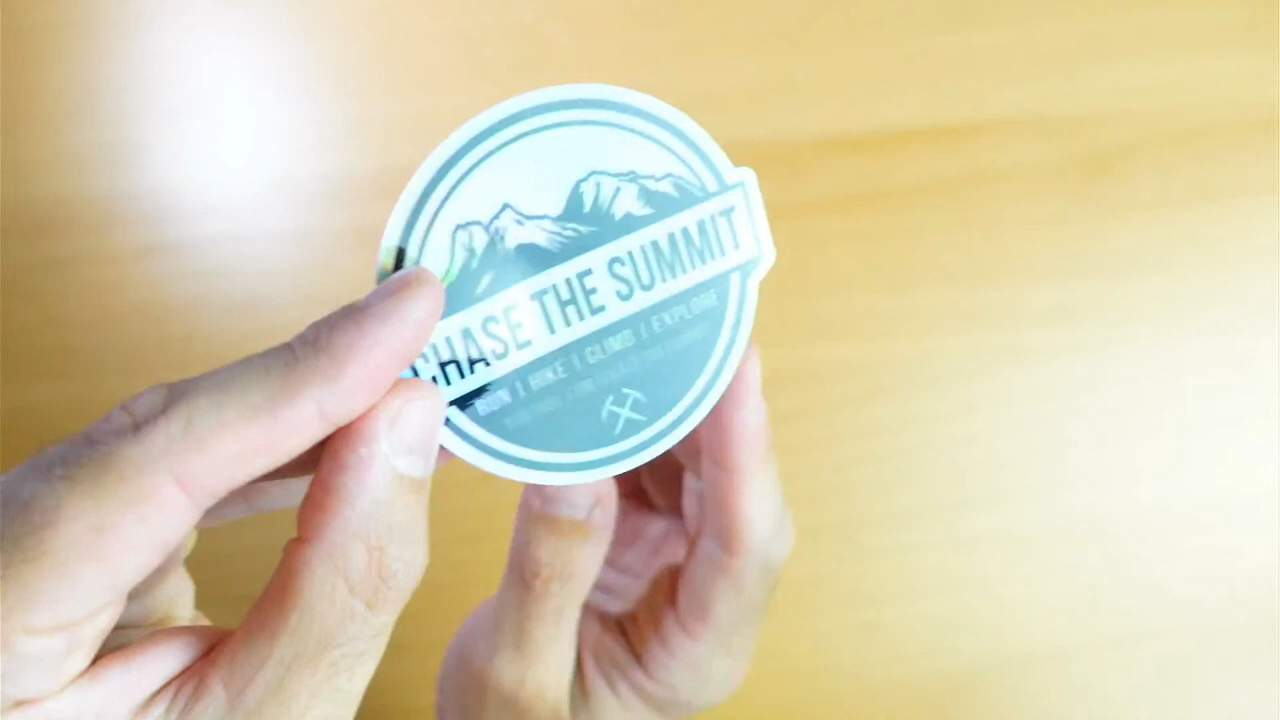 CHASE THE SUMMIT
RUN | HIKE | CLIMB | EXPLORE